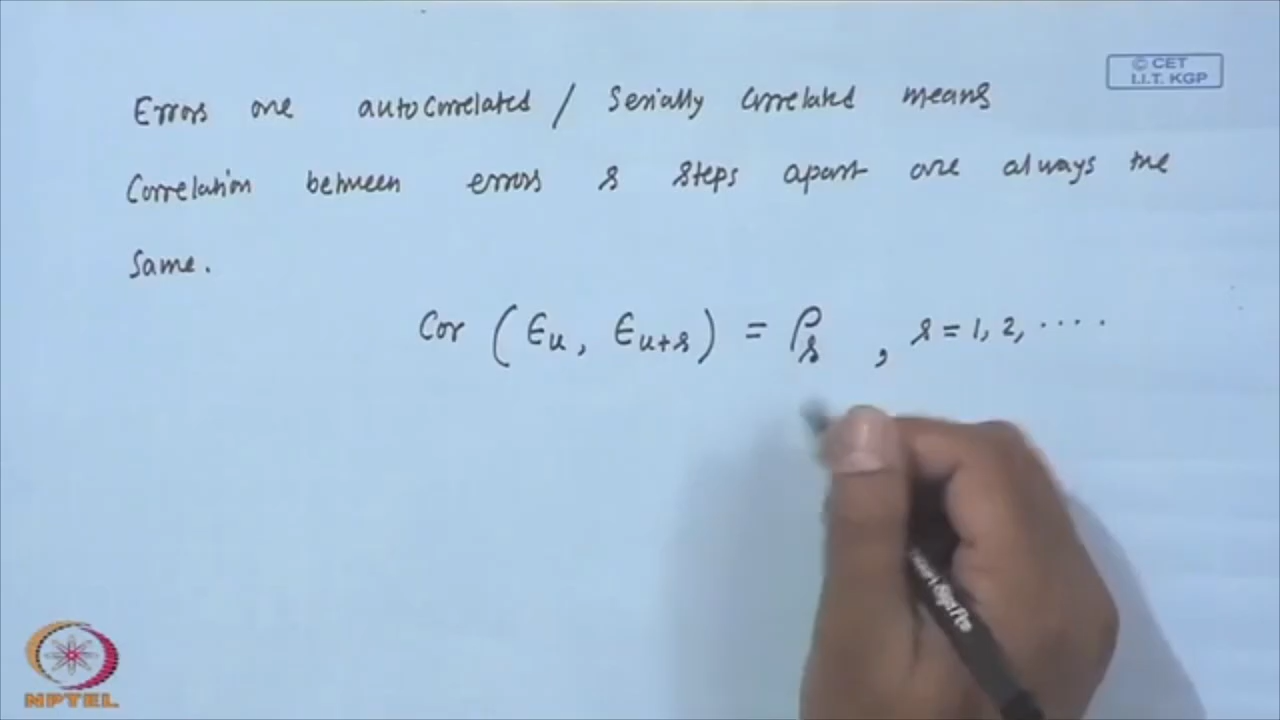 © CET
I.I.T. KGP
Errors are autocorrelated / Serially correlated means
Correlation between errors s steps apart are always the
Same.
Cor (ϵu, ϵu+s) = ρs , s = 1, 2, ....
NPTEL